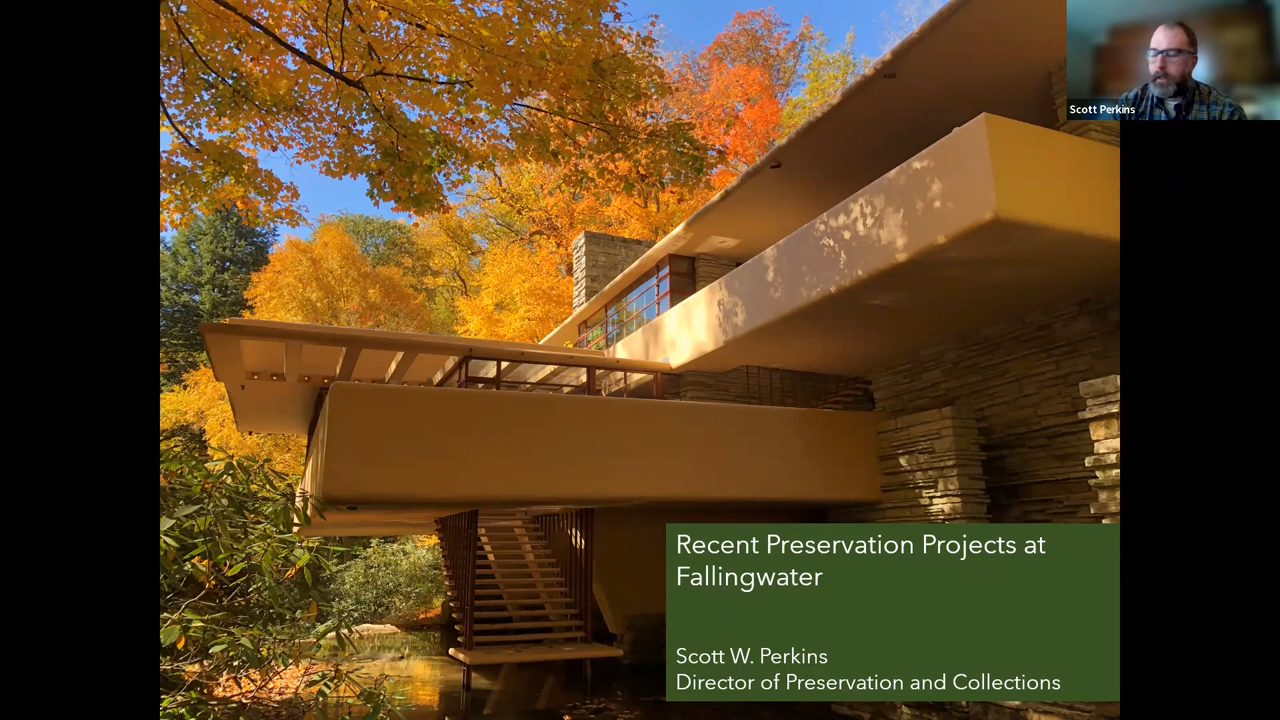 Scott Perkins
Recent Preservation Projects at
Fallingwater
Scott W. Perkins
Director of Preservation and Collections